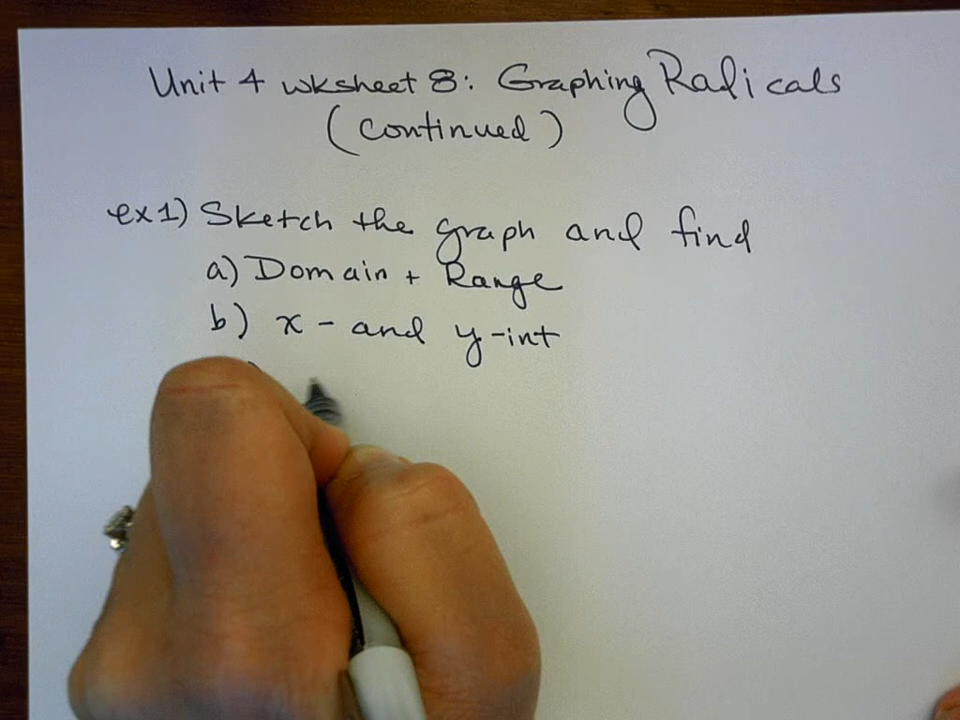 Unit 4 wksheet 8: Graphing Radicals
(continued)
ex1) Sketch the graph and find
a) Domain + Range
b) x - and y-int